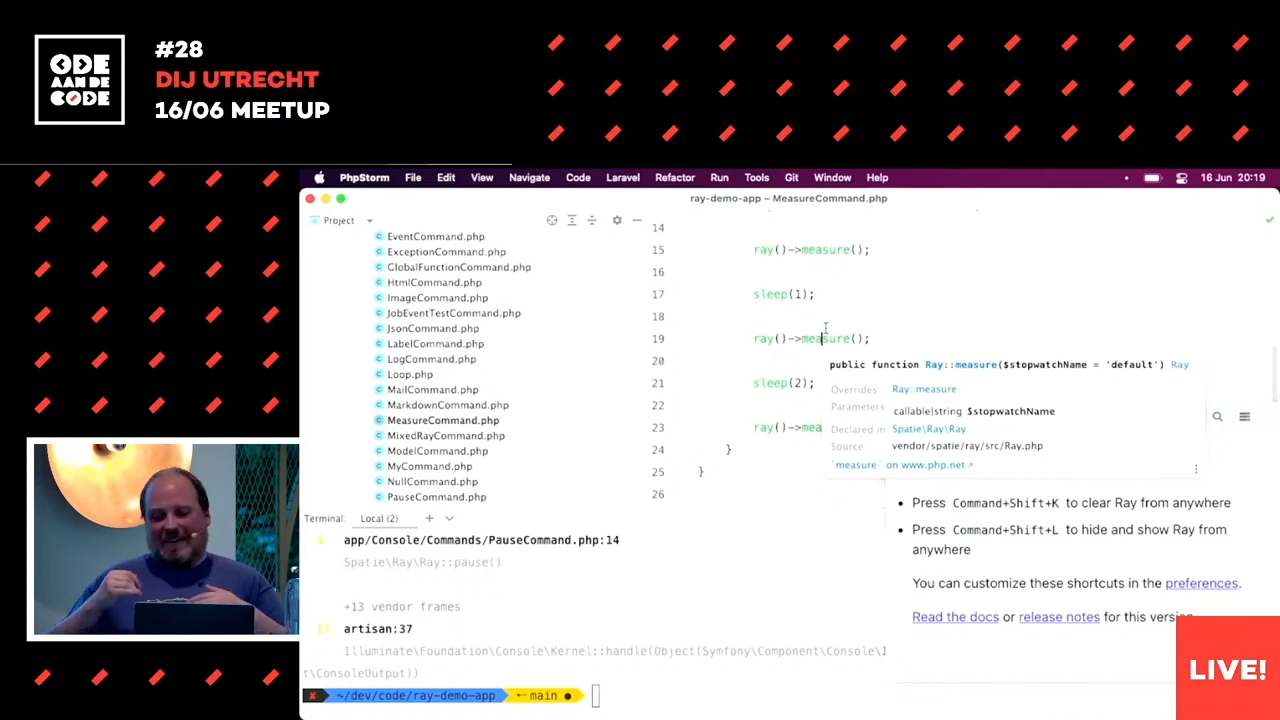 ODE
AAN DE
CODE
#28
DIJ UTRECHT
16/06 MEETUP
PhpStorm File Edit View Navigate Code Laravel Refactor Run Tools Git Window Help 16 Jun 20:19
ray-demo-app – MeasureCommand.php
Project
EventCommand.php
ExceptionCommand.php
GlobalFunctionCommand.php
HtmlCommand.php
ImageCommand.php
JobEventTestCommand.php
JsonCommand.php
LabelCommand.php
LogCommand.php
Loop.php
MailCommand.php
MarkdownCommand.php
MeasureCommand.php
MixedRayCommand.php
ModelCommand.php
MyCommand.php
NullCommand.php
PauseCommand.php
14
15 ray()->measure();
16
17 sleep(1);
18
19 ray()->measure();
20
21 sleep(2);
22
23 ray()->mea
24 }
25 }
26
public function Ray::measure($stopwatchName = 'default') Ray
Overrides: Ray::measure
Parameters callable|string $stopwatchName
Declared in Spatie\Ray\Ray
Source vendor/spatie/ray/src/Ray.php
`measure` on www.php.net
Press Command+Shift+K to clear Ray from anywhere
Press Command+Shift+L to hide and show Ray from
anywhere
You can customize these shortcuts in the preferences.
Read the docs or release notes for this version
Terminal: Local (2)
app/Console/Commands/PauseCommand.php:14
Spatie\Ray\Ray::pause()
+13 vendor frames
17 artisan:37
Illuminate\Foundation\Console\Kernel::handle(Object(Symfony\Component\Console\I
t\ConsoleOutput))
~/dev/code/ray-demo-app main
LIVE!